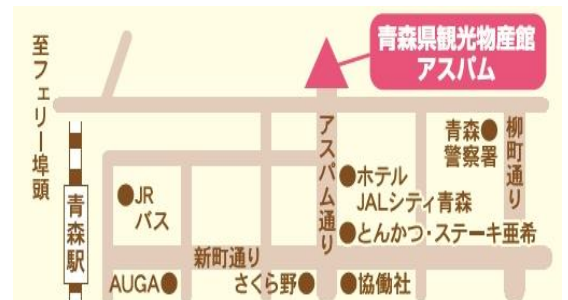 青森県観光物産館
アスパム
至フェリー埠頭
青森駅
JR
バス
アスパム通り
青森
警察署
柳町通り
ホテル
JALシティ青森
とんかつ・ステーキ亜希
新町通り
AUGA
さくら野
協働社